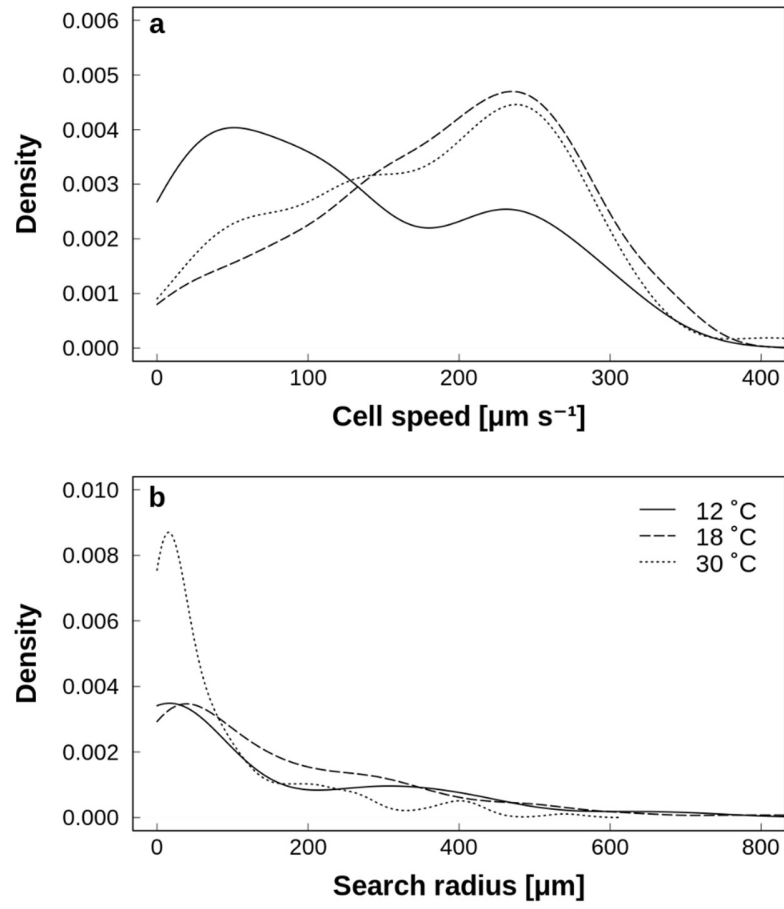 a
0.006
0.005
0.004
0.003
0.002
0.001
0.000
Density
0 100 200 300 400
Cell speed [µm s⁻¹]
b
0.010
0.008
0.006
0.004
0.002
0.000
Density
12 ˚C
18 ˚C
30 ˚C
0 200 400 600 800
Search radius [µm]